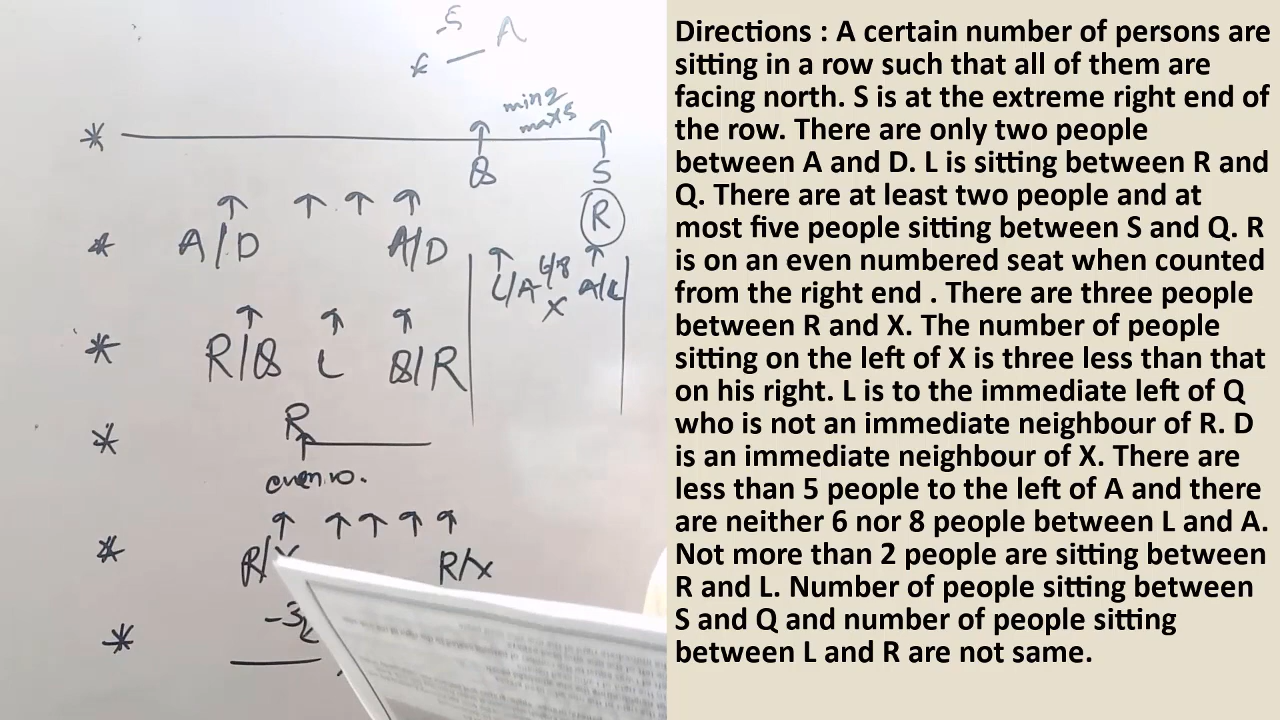 -5 A
*
min 2
max 5
*
Q S
R
* A/D A/D
L/A 6/8 A/L
X
* R/Q L Q/R
R
*
even no.
* R/X R/X
-3
*
Directions : A certain number of persons are
sitting in a row such that all of them are
facing north. S is at the extreme right end of
the row. There are only two people
between A and D. L is sitting between R and
Q. There are at least two people and at
most five people sitting between S and Q. R
is on an even numbered seat when counted
from the right end . There are three people
between R and X. The number of people
sitting on the left of X is three less than that
on his right. L is to the immediate left of Q
who is not an immediate neighbour of R. D
is an immediate neighbour of X. There are
less than 5 people to the left of A and there
are neither 6 nor 8 people between L and A.
Not more than 2 people are sitting between
R and L. Number of people sitting between
S and Q and number of people sitting
between L and R are not same.